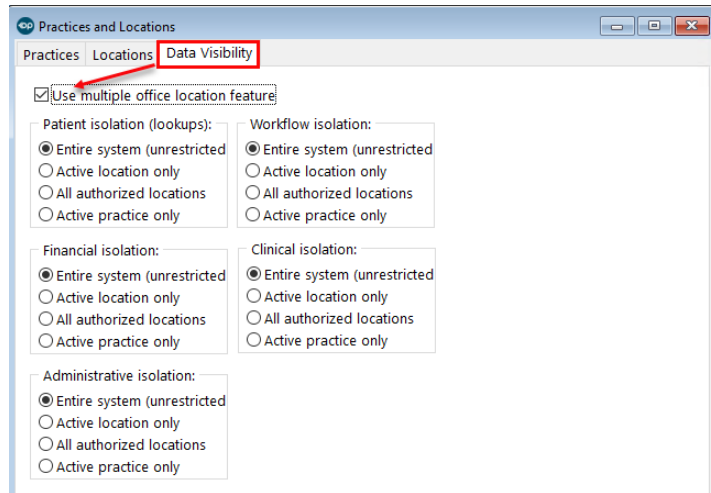 op Practices and Locations
Practices Locations Data Visibility
Use multiple office location feature
Patient isolation (lookups):
Entire system (unrestricted
Active location only
All authorized locations
Active practice only
Workflow isolation:
Entire system (unrestricted
Active location only
All authorized locations
Active practice only
Financial isolation:
Entire system (unrestricted
Active location only
All authorized locations
Active practice only
Clinical isolation:
Entire system (unrestricted
Active location only
All authorized locations
Active practice only
Administrative isolation:
Entire system (unrestricted
Active location only
All authorized locations
Active practice only